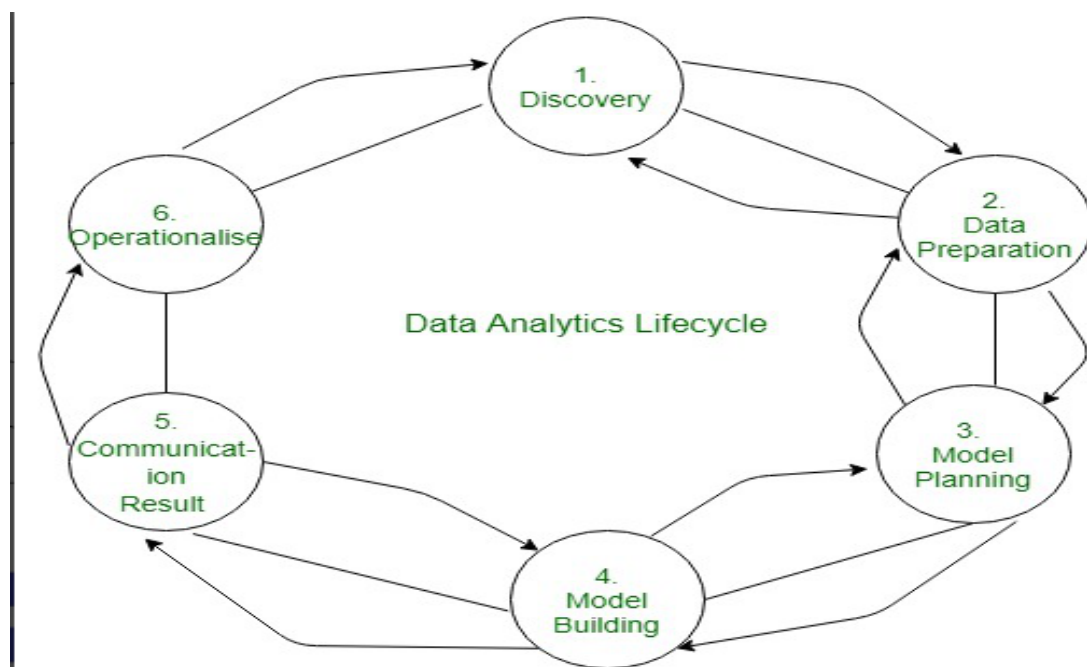 1.
Discovery
2.
Data
Preparation
3.
Model
Planning
4.
Model
Building
5.
Communicat-
ion
Result
6.
Operationalise
Data Analytics Lifecycle